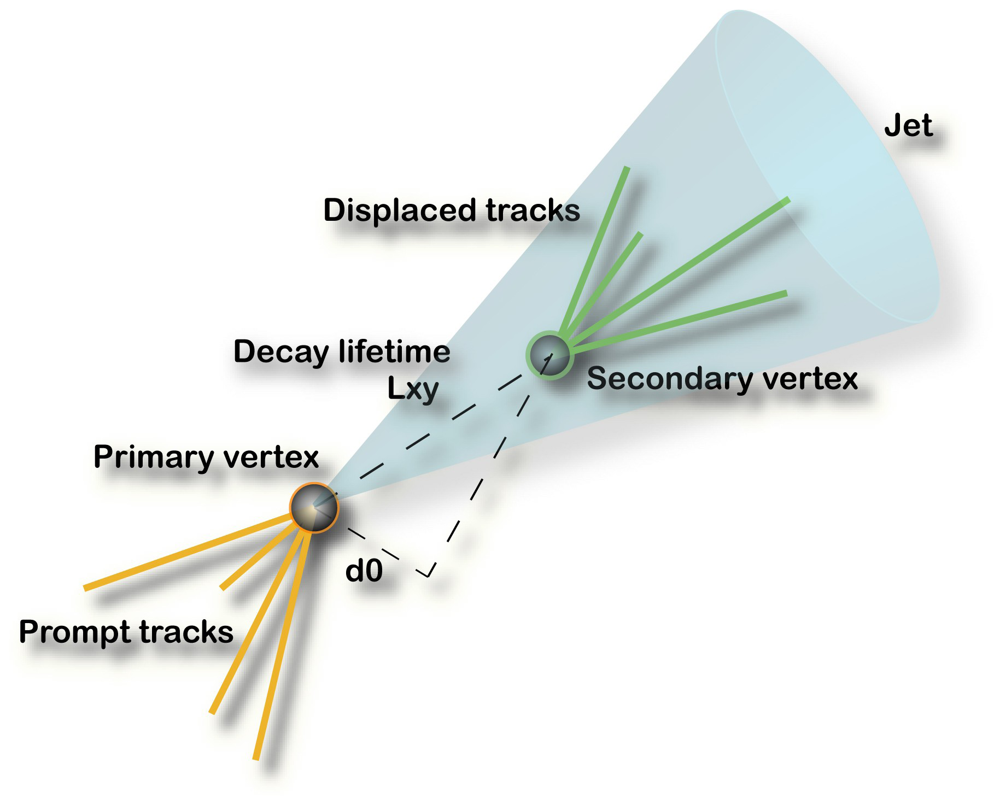 Jet
Displaced tracks
Decay lifetime
Lxy
Secondary vertex
Primary vertex
d0
Prompt tracks